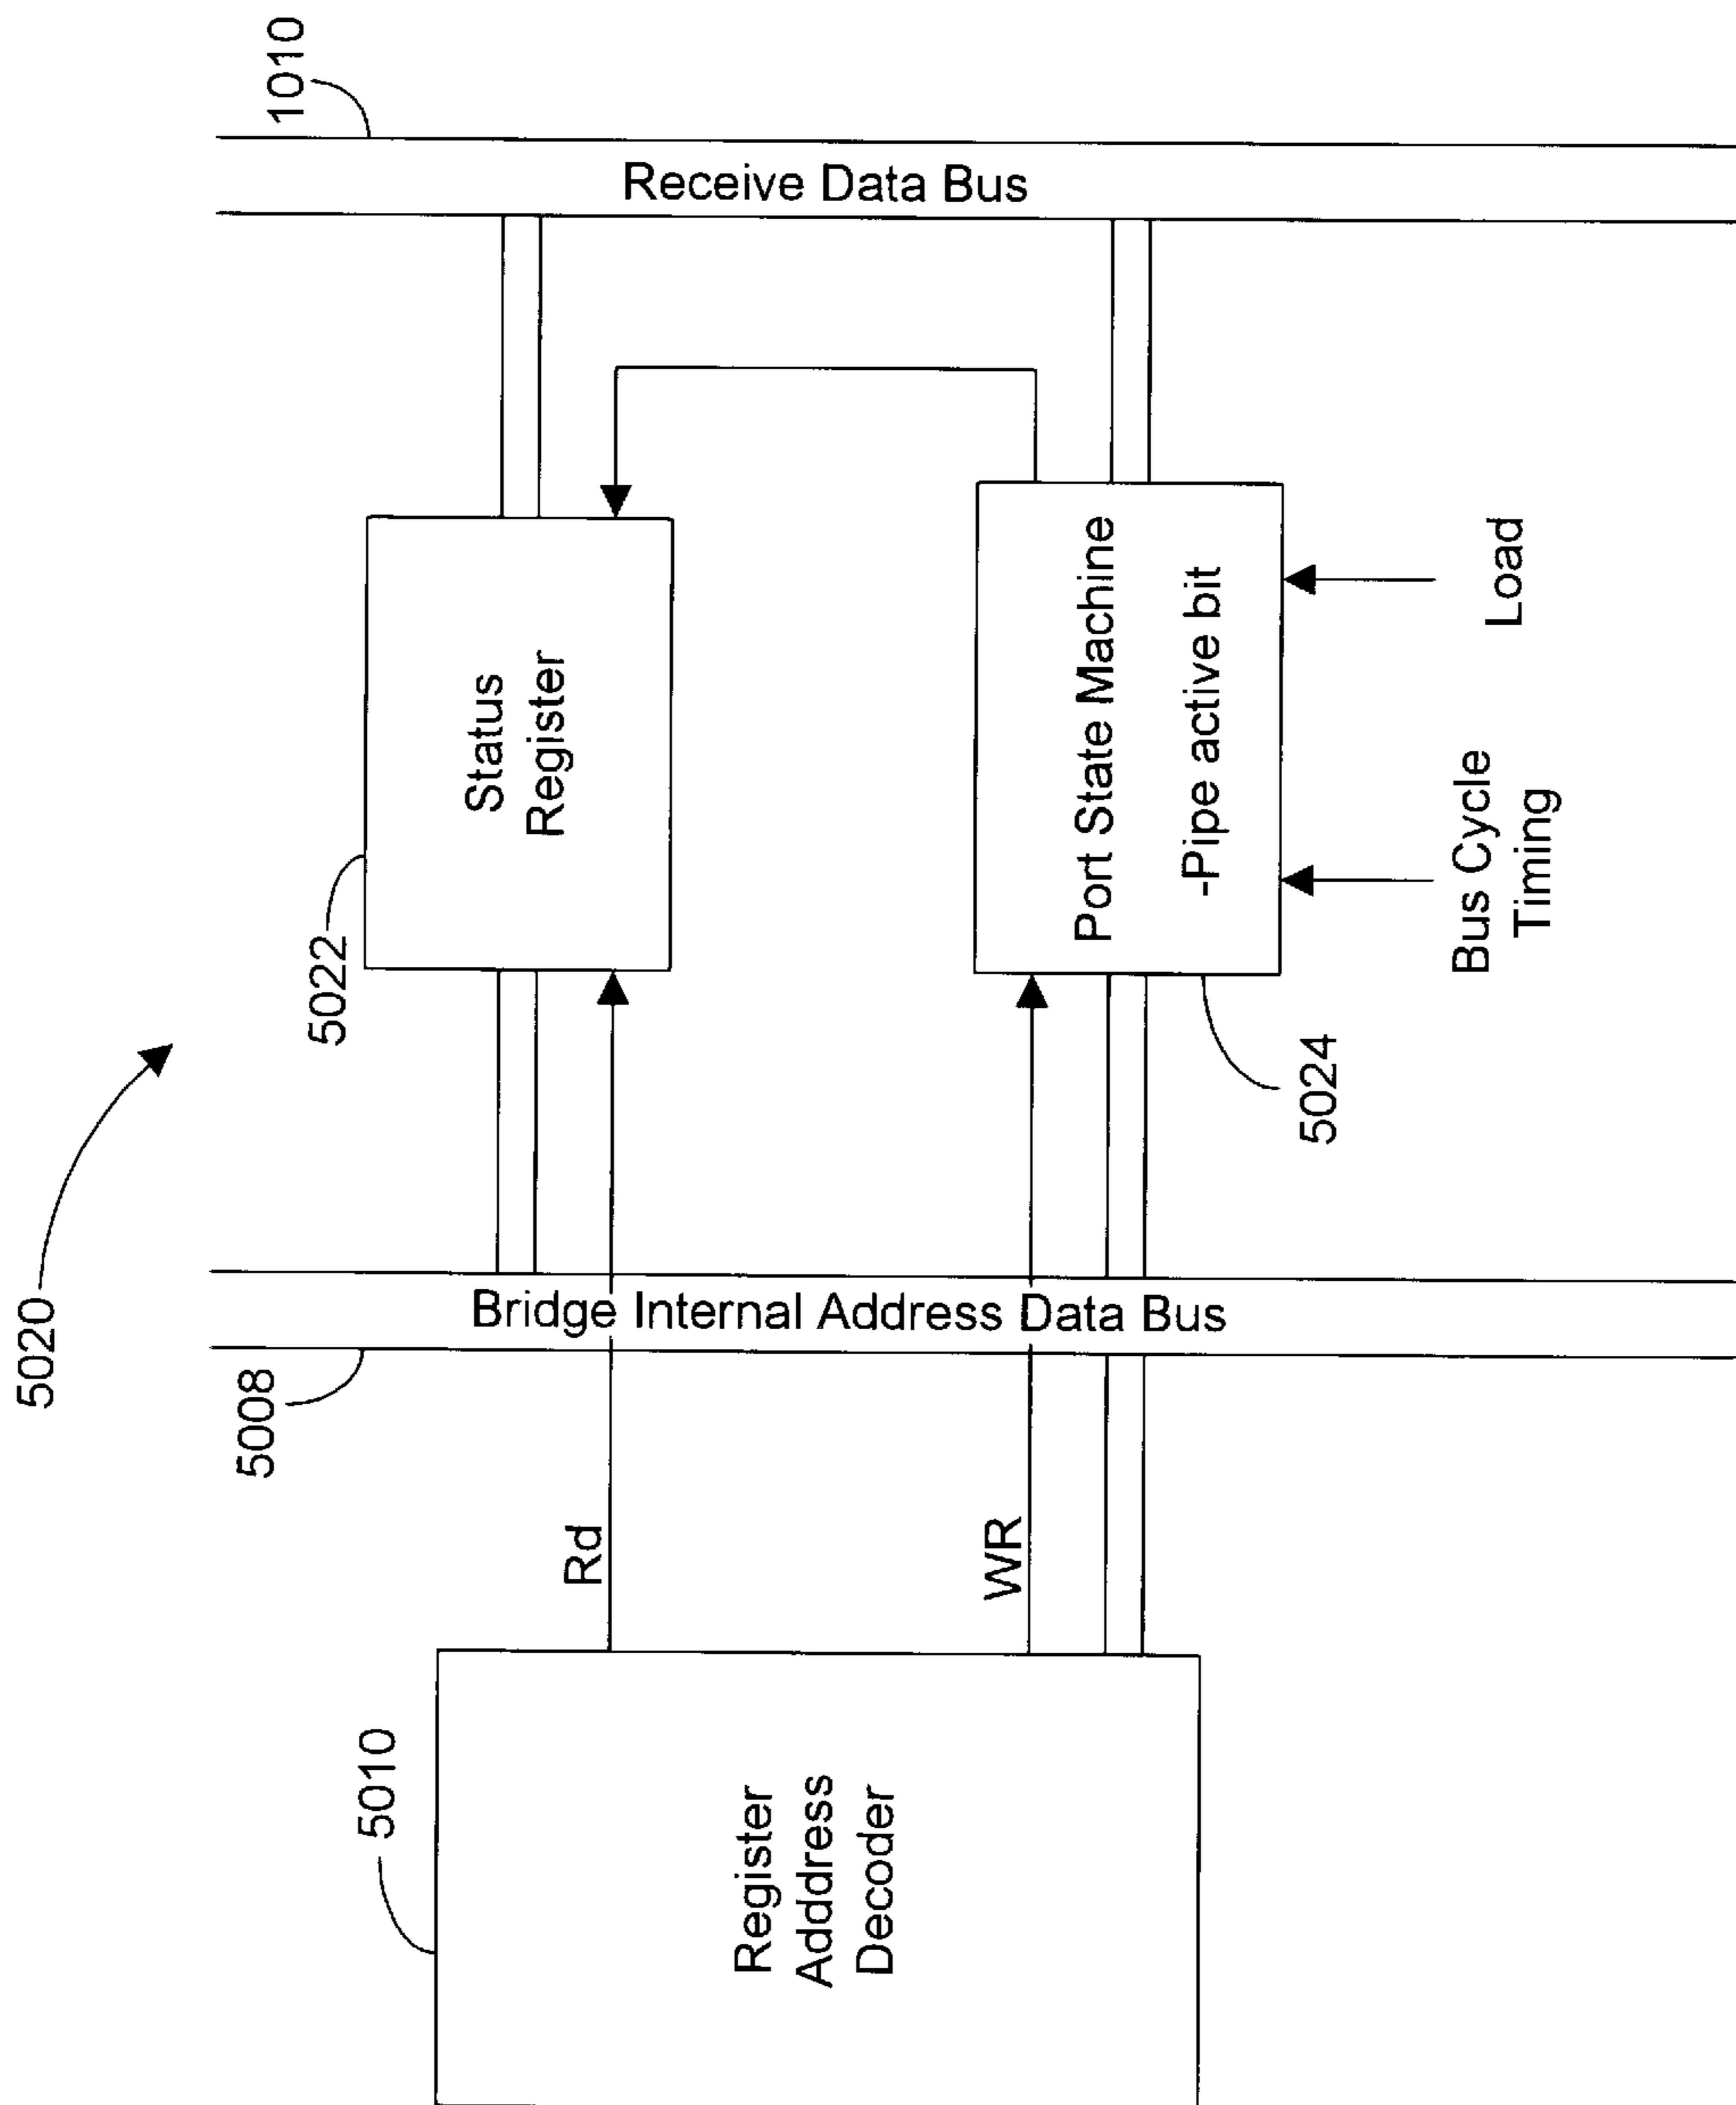 5020
5008
1010
Receive Data Bus
Bridge Internal Address Data Bus
5022
Status
Register
5010
Register
Adddress
Decoder
Rd
WR
Port State Machine
-Pipe active bit
5024
Bus Cycle
Timing
Load